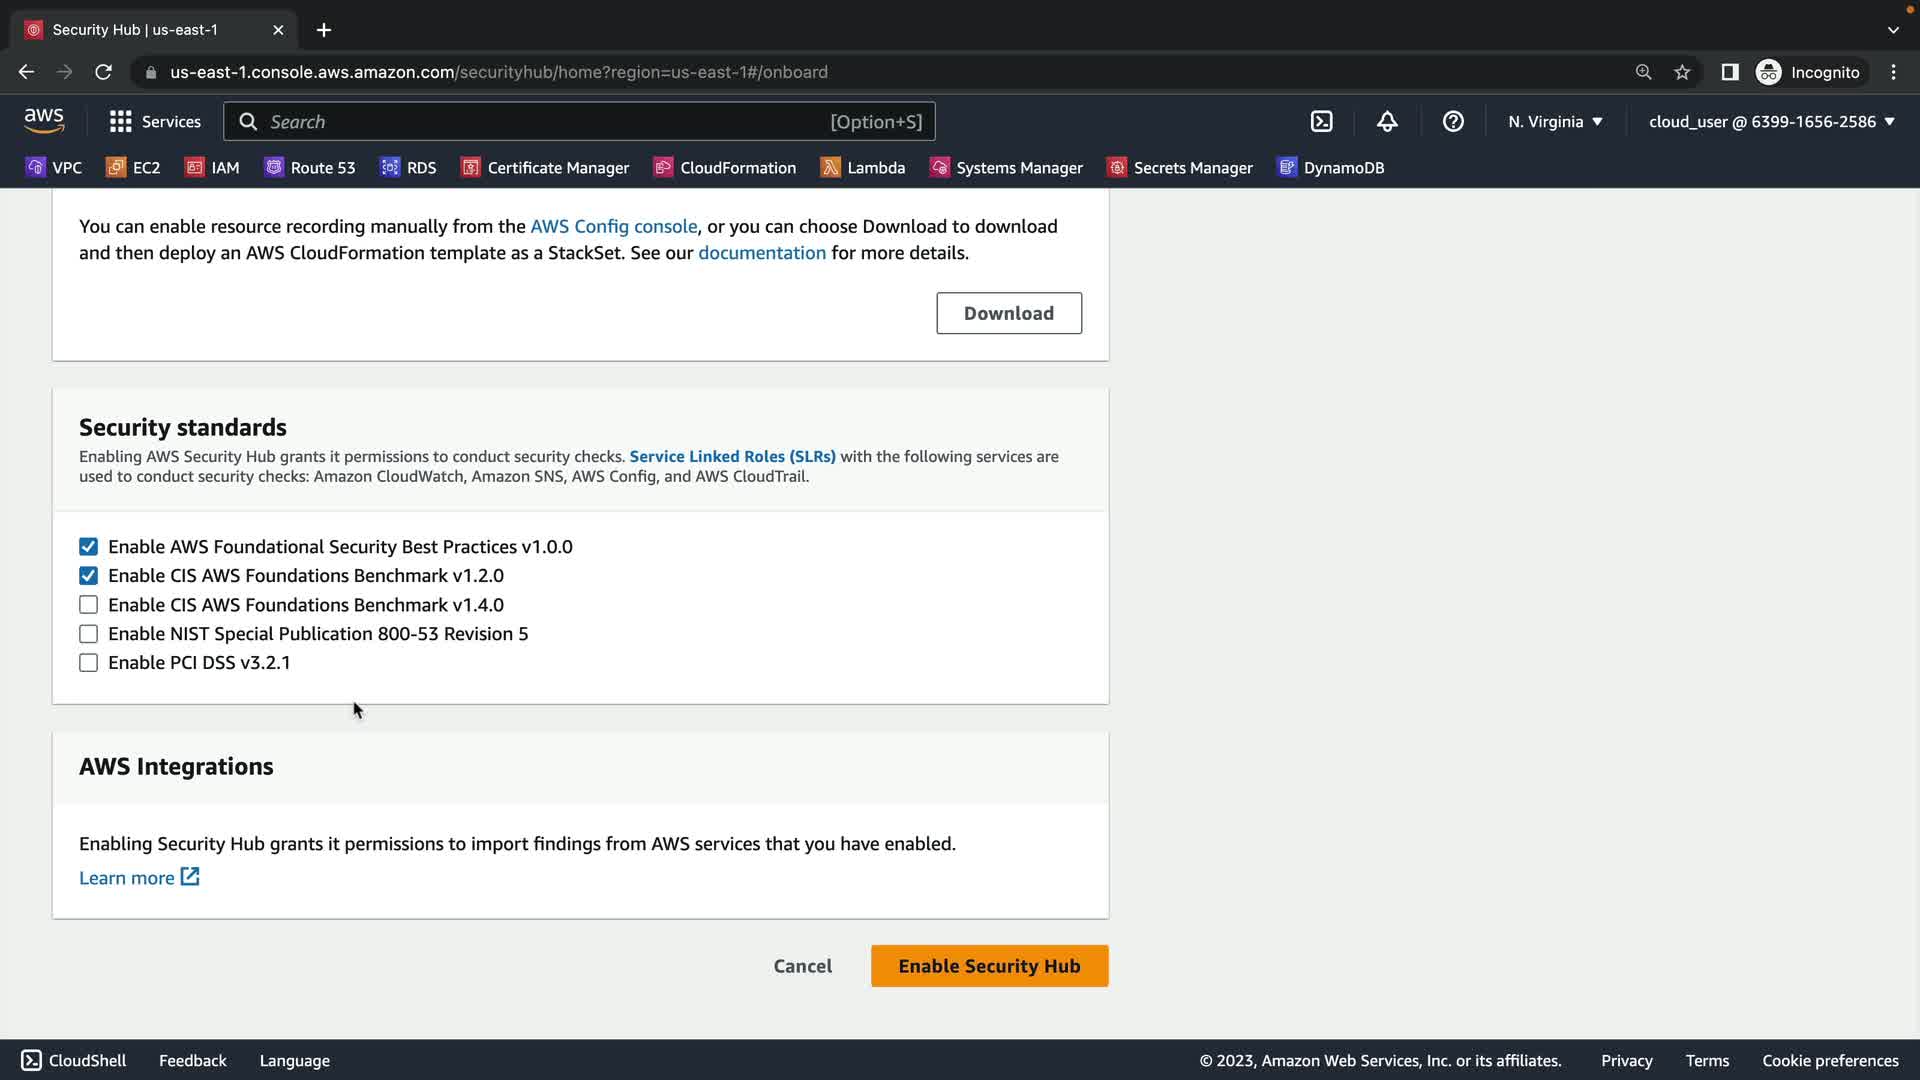 Security Hub | us-east-1
us-east-1.console.aws.amazon.com/securityhub/home?region=us-east-1#/onboard
Incognito
aws
Services
Search
[Option+S]
N. Virginia
cloud_user @ 6399-1656-2586
VPC
EC2
IAM
Route 53
RDS
Certificate Manager
CloudFormation
Lambda
Systems Manager
Secrets Manager
DynamoDB
You can enable resource recording manually from the AWS Config console, or you can choose Download to download
and then deploy an AWS CloudFormation template as a StackSet. See our documentation for more details.
Download
Security standards
Enabling AWS Security Hub grants it permissions to conduct security checks. Service Linked Roles (SLRs) with the following services are
used to conduct security checks: Amazon CloudWatch, Amazon SNS, AWS Config, and AWS CloudTrail.
Enable AWS Foundational Security Best Practices v1.0.0
Enable CIS AWS Foundations Benchmark v1.2.0
Enable CIS AWS Foundations Benchmark v1.4.0
Enable NIST Special Publication 800-53 Revision 5
Enable PCI DSS v3.2.1
AWS Integrations
Enabling Security Hub grants it permissions to import findings from AWS services that you have enabled.
Learn more
Cancel
Enable Security Hub
CloudShell
Feedback
Language
© 2023, Amazon Web Services, Inc. or its affiliates.
Privacy
Terms
Cookie preferences